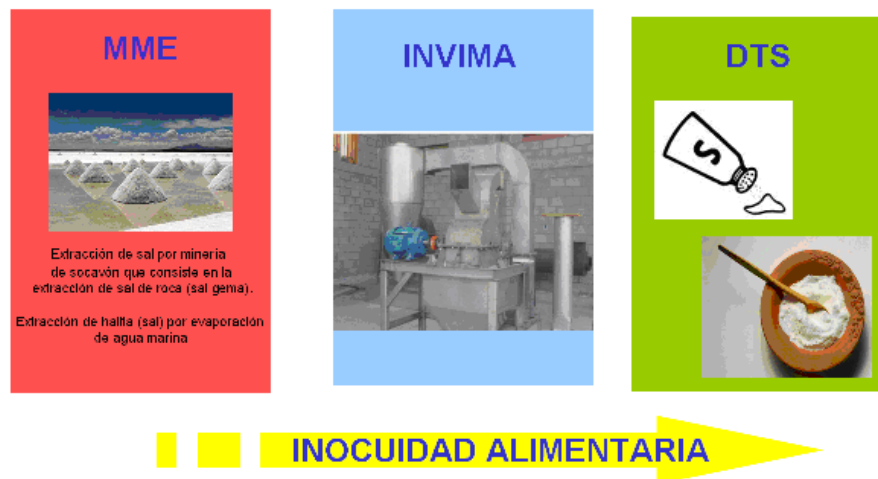 MME
Extracción de sal por minería
de socavón que consiste en la
extracción de sal de roca (sal gema).
Extracción de halita (sal) por evaporación
de agua marina
INVIMA
DTS
S
INOCUIDAD ALIMENTARIA